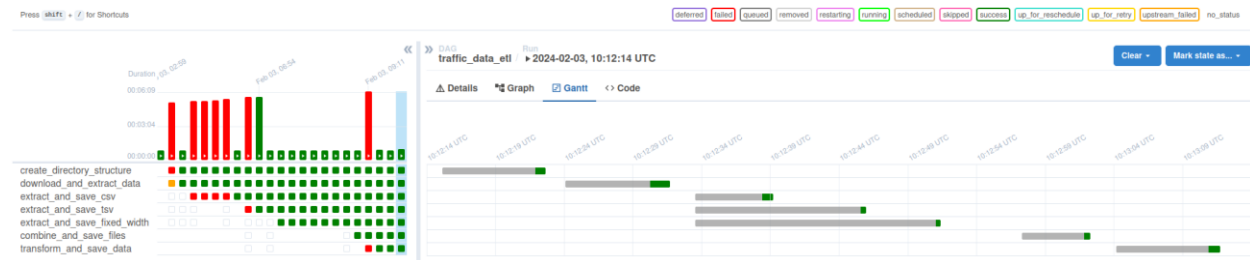 Press shift + / for Shortcuts
deferred failed queued removed restarting running scheduled skipped success up_for_reschedule up_for_retry upstream_failed no_status
DAG Run
traffic_data_etl / 2024-02-03, 10:12:14 UTC
Clear Mark state as...
Details Graph Gantt Code
Duration
03, 02:59
Feb 03, 06:54
Feb 03, 09:11
00:06:09
00:03:04
00:00:00
10:12:14 UTC
10:12:19 UTC
10:12:24 UTC
10:12:29 UTC
10:12:34 UTC
10:12:39 UTC
10:12:44 UTC
10:12:49 UTC
10:12:54 UTC
10:12:59 UTC
10:13:04 UTC
10:13:09 UTC
create_directory_structure
download_and_extract_data
extract_and_save_csv
extract_and_save_tsv
extract_and_save_fixed_width
combine_and_save_files
transform_and_save_data